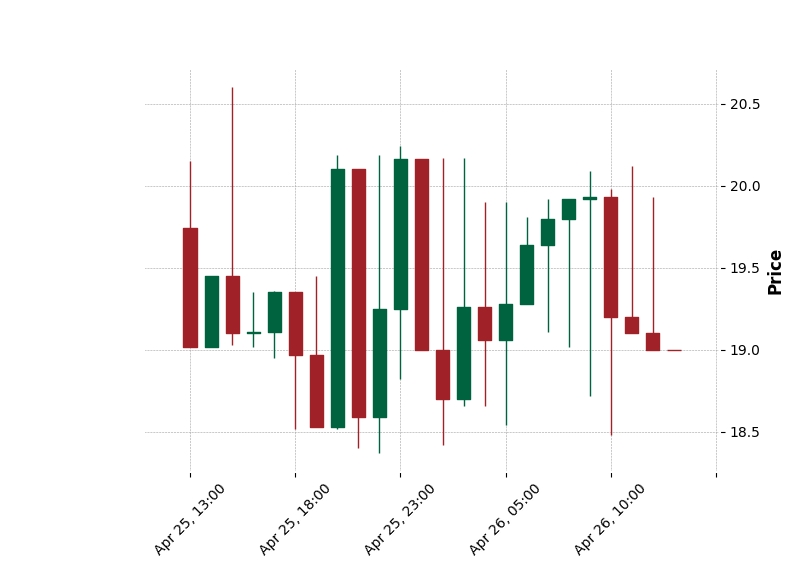 20.5
20.0
19.5
19.0
18.5
Price
Apr 25, 13:00
Apr 25, 18:00
Apr 25, 23:00
Apr 26, 05:00
Apr 26, 10:00